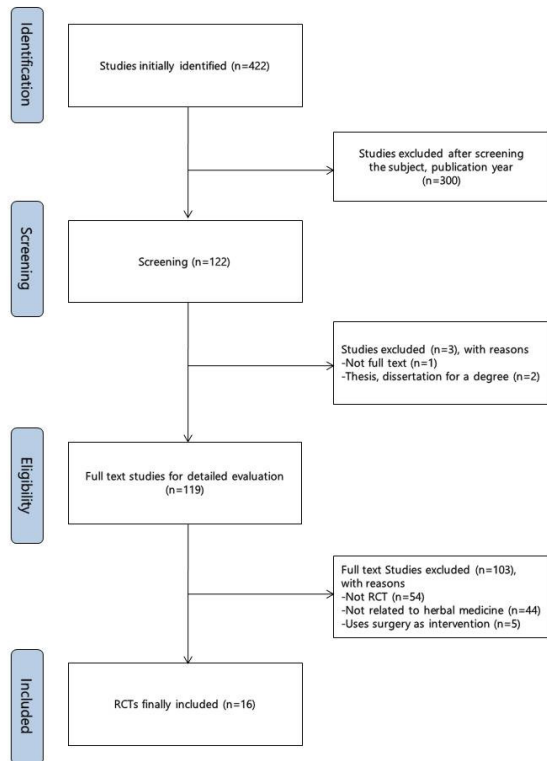 Identification
Studies initially identified (n=422)
Studies excluded after screening
the subject, publication year
(n=300)
Screening
Screening (n=122)
Studies excluded (n=3), with reasons
-Not full text (n=1)
-Thesis, dissertation for a degree (n=2)
Eligibility
Full text studies for detailed evaluation
(n=119)
Full text Studies excluded (n=103),
with reasons
-Not RCT (n=54)
-Not related to herbal medicine (n=44)
-Uses surgery as intervention (n=5)
Included
RCTs finally included (n=16)